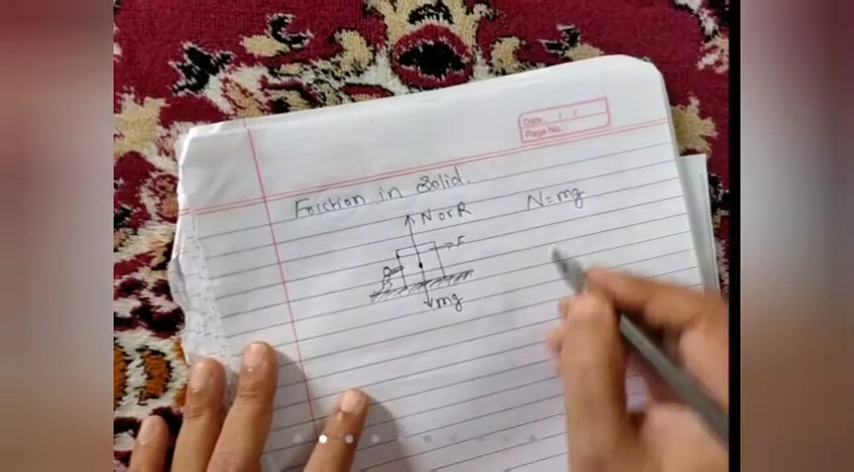 Date / /
Page No.
Friction in Solid.
N or R
N=mg
F
mg